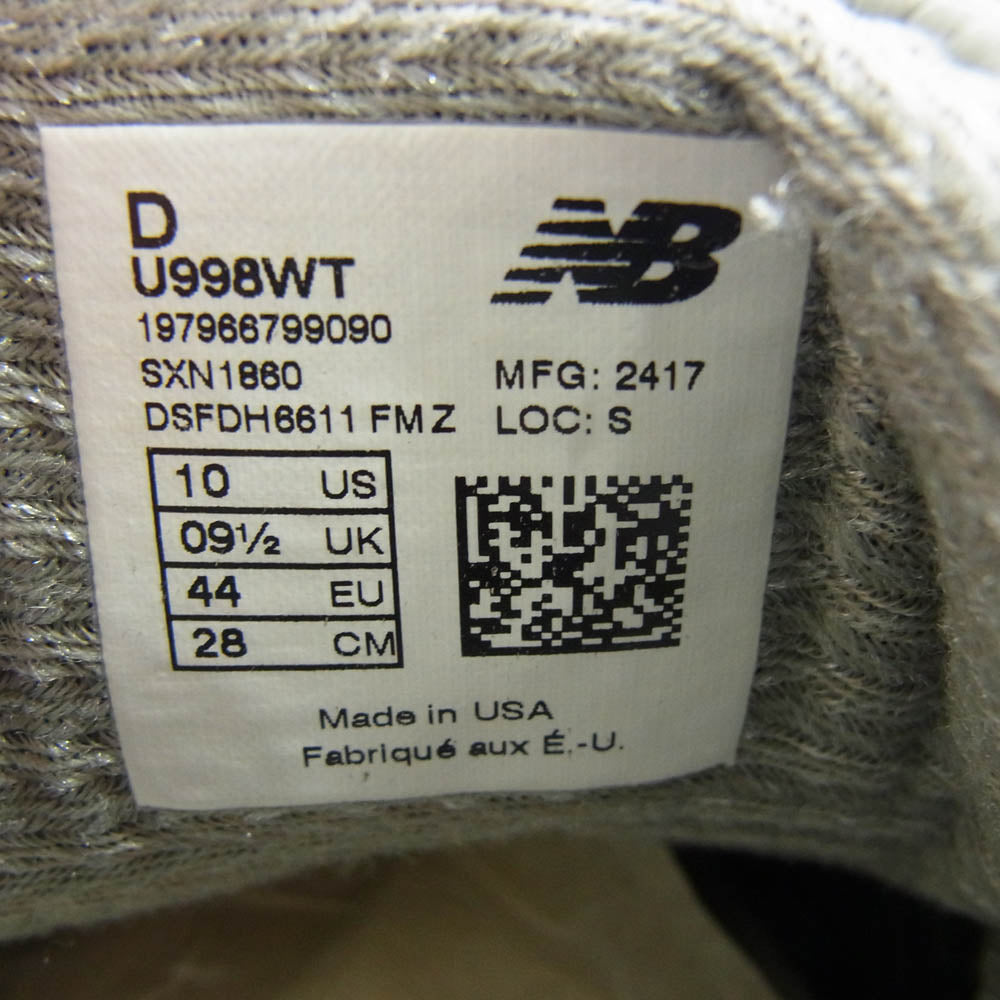 D
NB
U998WT
197966799090
SXN1860
MFG: 2417
DSFDH6611 FMZ
LOC: S
10 US
09½ UK
44 EU
28 CM
Made in USA
Fabriqué aux É.-U.